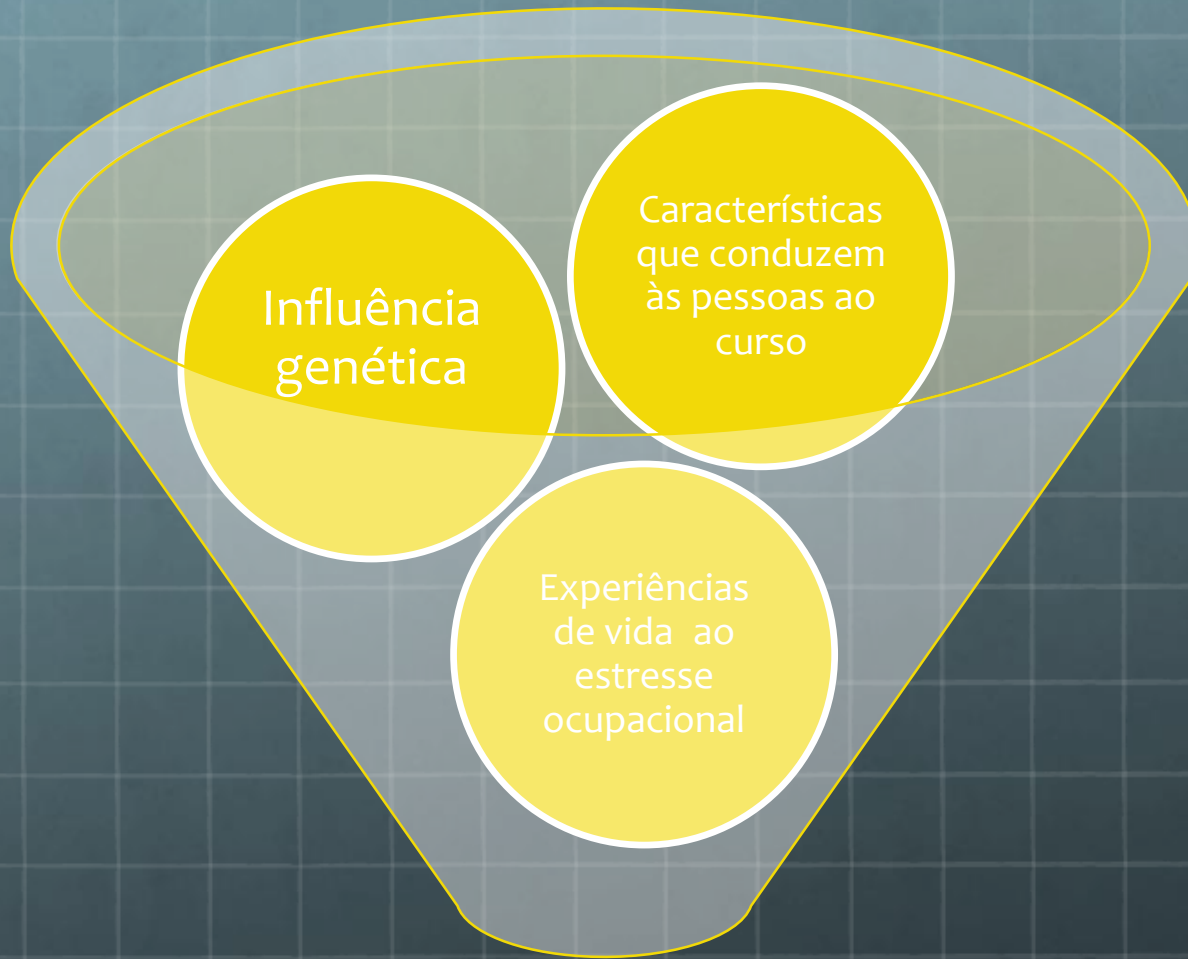 Influência
genética
Características
que conduzem
às pessoas ao
curso
Experiências
de vida  ao
estresse
ocupacional